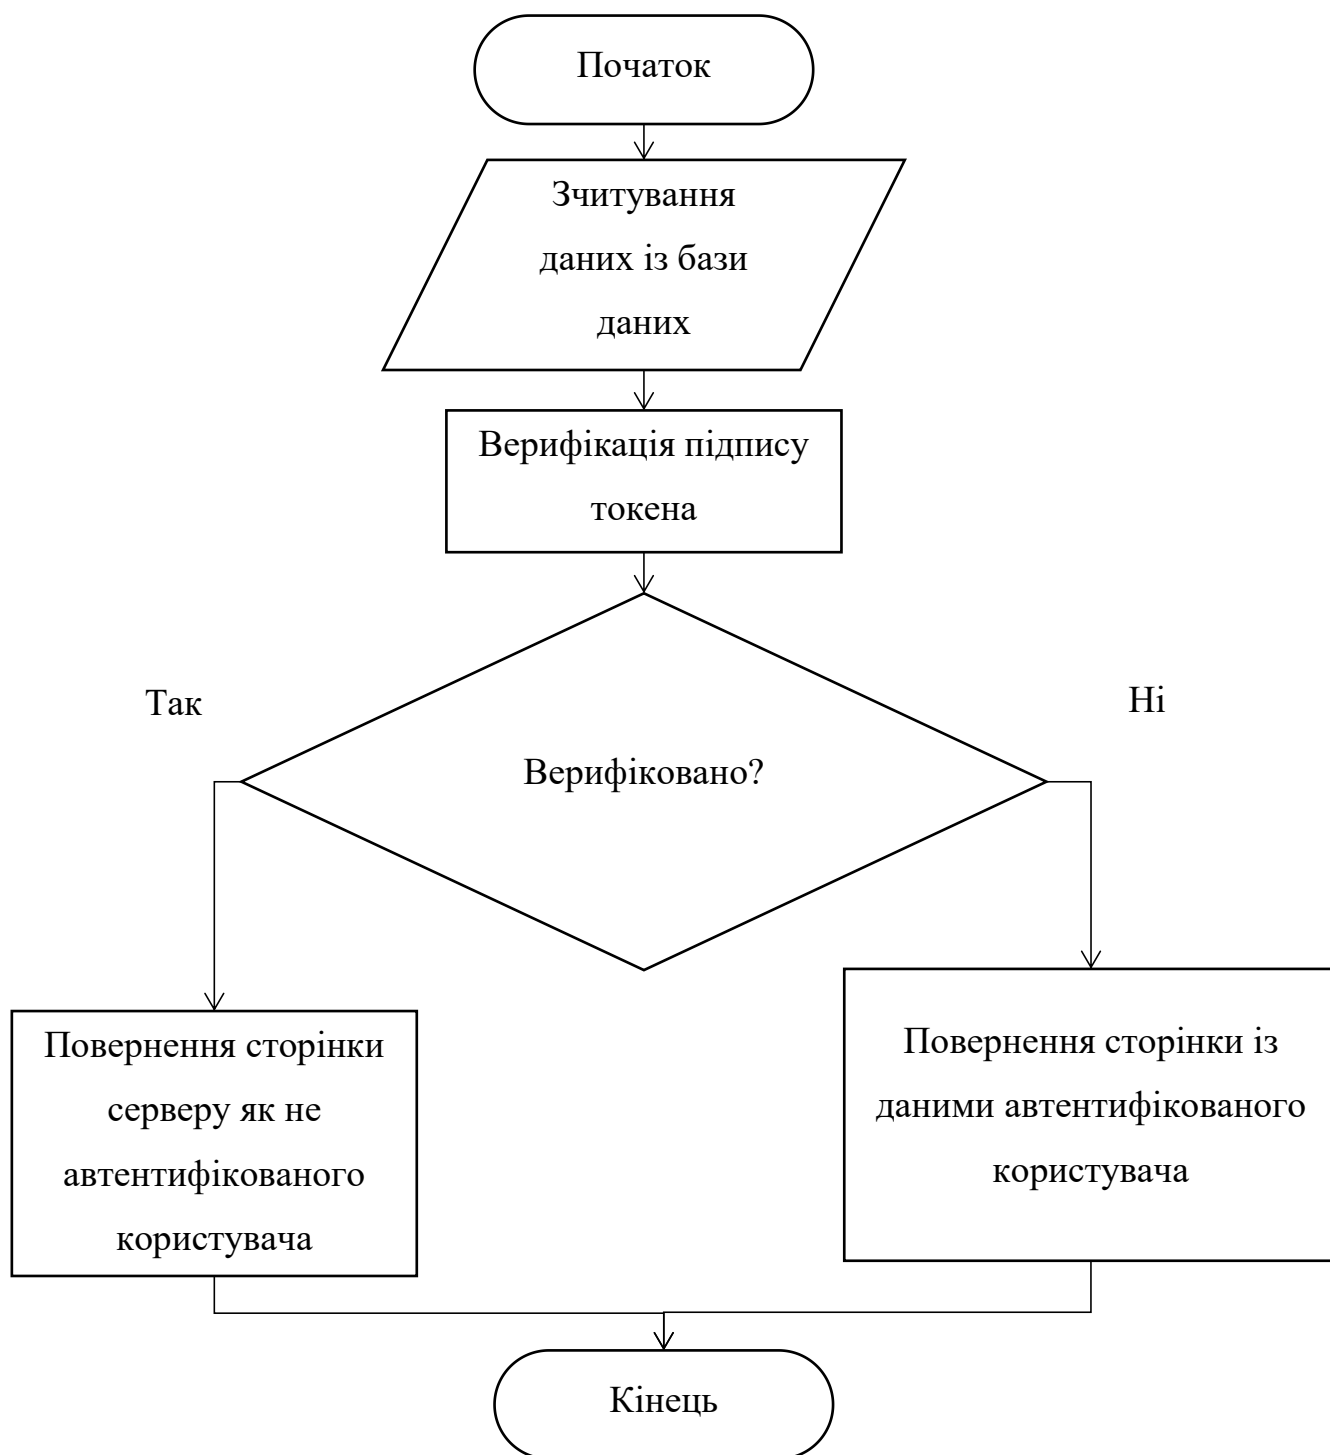 Початок
Зчитування
даних із бази
даних
Верифікація підпису
токена
Так
Ні
Верифіковано?
Повернення сторінки
серверу як не
автентифікованого
користувача
Повернення сторінки із
даними автентифікованого
користувача
Кінець